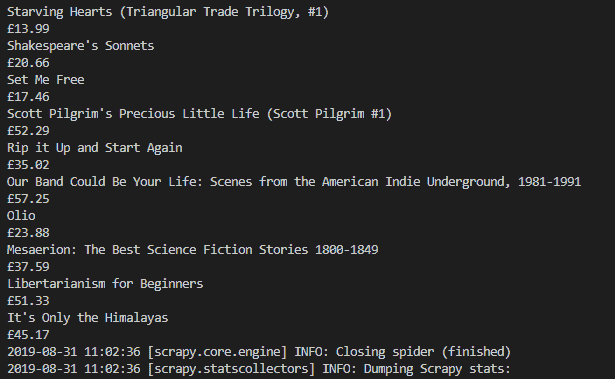 Starving Hearts (Triangular Trade Trilogy, #1)
£13.99
Shakespeare's Sonnets
£20.66
Set Me Free
£17.46
Scott Pilgrim's Precious Little Life (Scott Pilgrim #1)
£52.29
Rip it Up and Start Again
£35.02
Our Band Could Be Your Life: Scenes from the American Indie Underground, 1981-1991
£57.25
Olio
£23.88
Mesaerion: The Best Science Fiction Stories 1800-1849
£37.59
Libertarianism for Beginners
£51.33
It's Only the Himalayas
£45.17
2019-08-31 11:02:36 [scrapy.core.engine] INFO: Closing spider (finished)
2019-08-31 11:02:36 [scrapy.statscollectors] INFO: Dumping Scrapy stats: